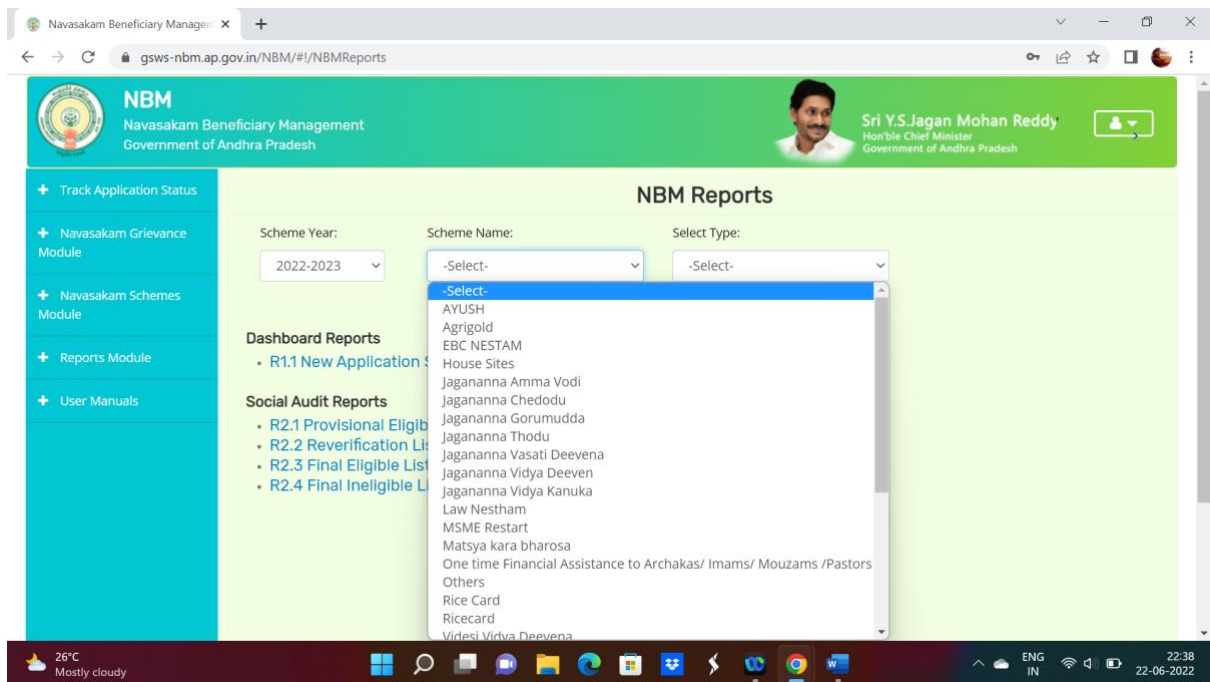 Navasakam Beneficiary Managem
gsws-nbm.ap.gov.in/NBM/#!/NBMReports
NBM
Navasakam Beneficiary Management
Government of Andhra Pradesh
Sri Y.S.Jagan Mohan Reddy
Hon'ble Chief Minister
Government of Andhra Pradesh
+ Track Application Status
+ Navasakam Grievance
Module
+ Navasakam Schemes
Module
+ Reports Module
+ User Manuals
NBM Reports
Scheme Year:
Scheme Name:
Select Type:
2022-2023
-Select-
-Select-
-Select-
AYUSH
Agrigold
EBC NESTAM
House Sites
Jagananna Amma Vodi
Jagananna Chedodu
Jagananna Gorumudda
Jagananna Thodu
Jagananna Vasati Deevena
Jagananna Vidya Deeven
Jagananna Vidya Kanuka
Law Nestham
MSME Restart
Matsya kara bharosa
One time Financial Assistance to Archakas/ Imams/ Mouzams /Pastors
Others
Rice Card
Ricecard
Videsi Vidya Deevena
Dashboard Reports
• R1.1 New Application S
Social Audit Reports
• R2.1 Provisional Eligib
• R2.2 Reverification Lis
• R2.3 Final Eligible List
• R2.4 Final Ineligible Li
26°C
Mostly cloudy
ENG
IN
22:38
22-06-2022